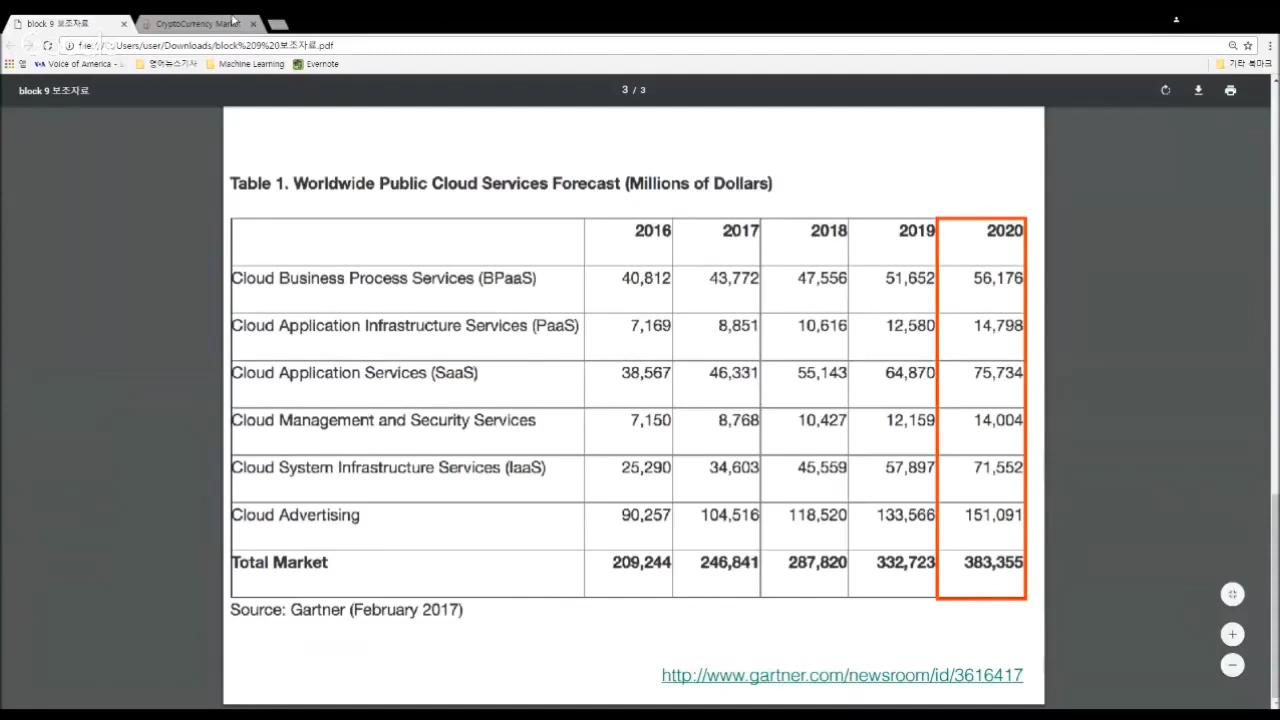 block 9 보조자료 × CryptoCurrency Market ×
Users/user/Downloads/block%209%20보조자료.pdf
앱 VOA Voice of America - 영어뉴스기사 Machine Learning Evernote 기타 북마크
block 9 보조자료 3 / 3
Table 1. Worldwide Public Cloud Services Forecast (Millions of Dollars)
2016 2017 2018 2019 2020
Cloud Business Process Services (BPaaS) 40,812 43,772 47,556 51,652 56,176
Cloud Application Infrastructure Services (PaaS) 7,169 8,851 10,616 12,580 14,798
Cloud Application Services (SaaS) 38,567 46,331 55,143 64,870 75,734
Cloud Management and Security Services 7,150 8,768 10,427 12,159 14,004
Cloud System Infrastructure Services (IaaS) 25,290 34,603 45,559 57,897 71,552
Cloud Advertising 90,257 104,516 118,520 133,566 151,091
Total Market 209,244 246,841 287,820 332,723 383,355
Source: Gartner (February 2017)
http://www.gartner.com/newsroom/id/3616417